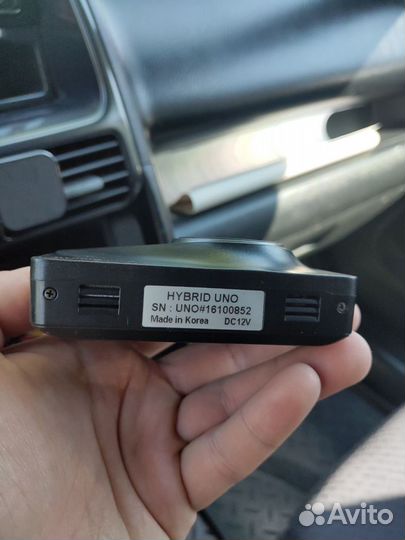 HYBRID UNO
SN : UNO#16100852
Made in Korea DC12V
Avito